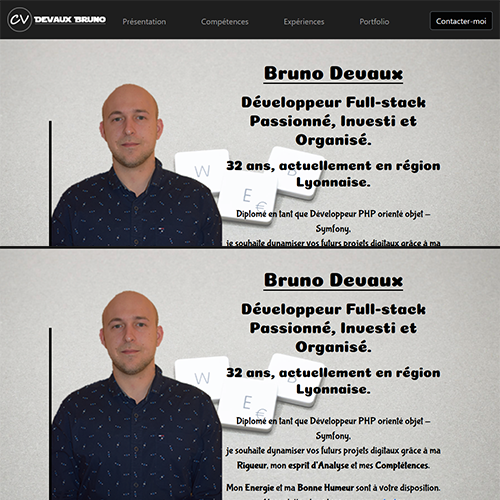 CV DEVAUX BRUNO Présentation Compétences Expériences Portfolio Contacter-moi
Bruno Devaux
Développeur Full-stack
Passionné, Investi et
Organisé.
32 ans, actuellement en région
Lyonnaise.
W
B
E
€
Diplomé en tant que Développeur PHP orienté objet –
Symfony,
je souhaite dynamiser vos futurs projets digitaux grâce à ma
Bruno Devaux
Développeur Full-stack
Passionné, Investi et
Organisé.
32 ans, actuellement en région
Lyonnaise.
W
B
E
€
Diplomé en tant que Développeur PHP orienté objet –
Symfony,
je souhaite dynamiser vos futurs projets digitaux grâce à ma
Rigueur, mon esprit d'Analyse et mes Complétences.
Mon Energie et ma Bonne Humeur sont à votre disposition.